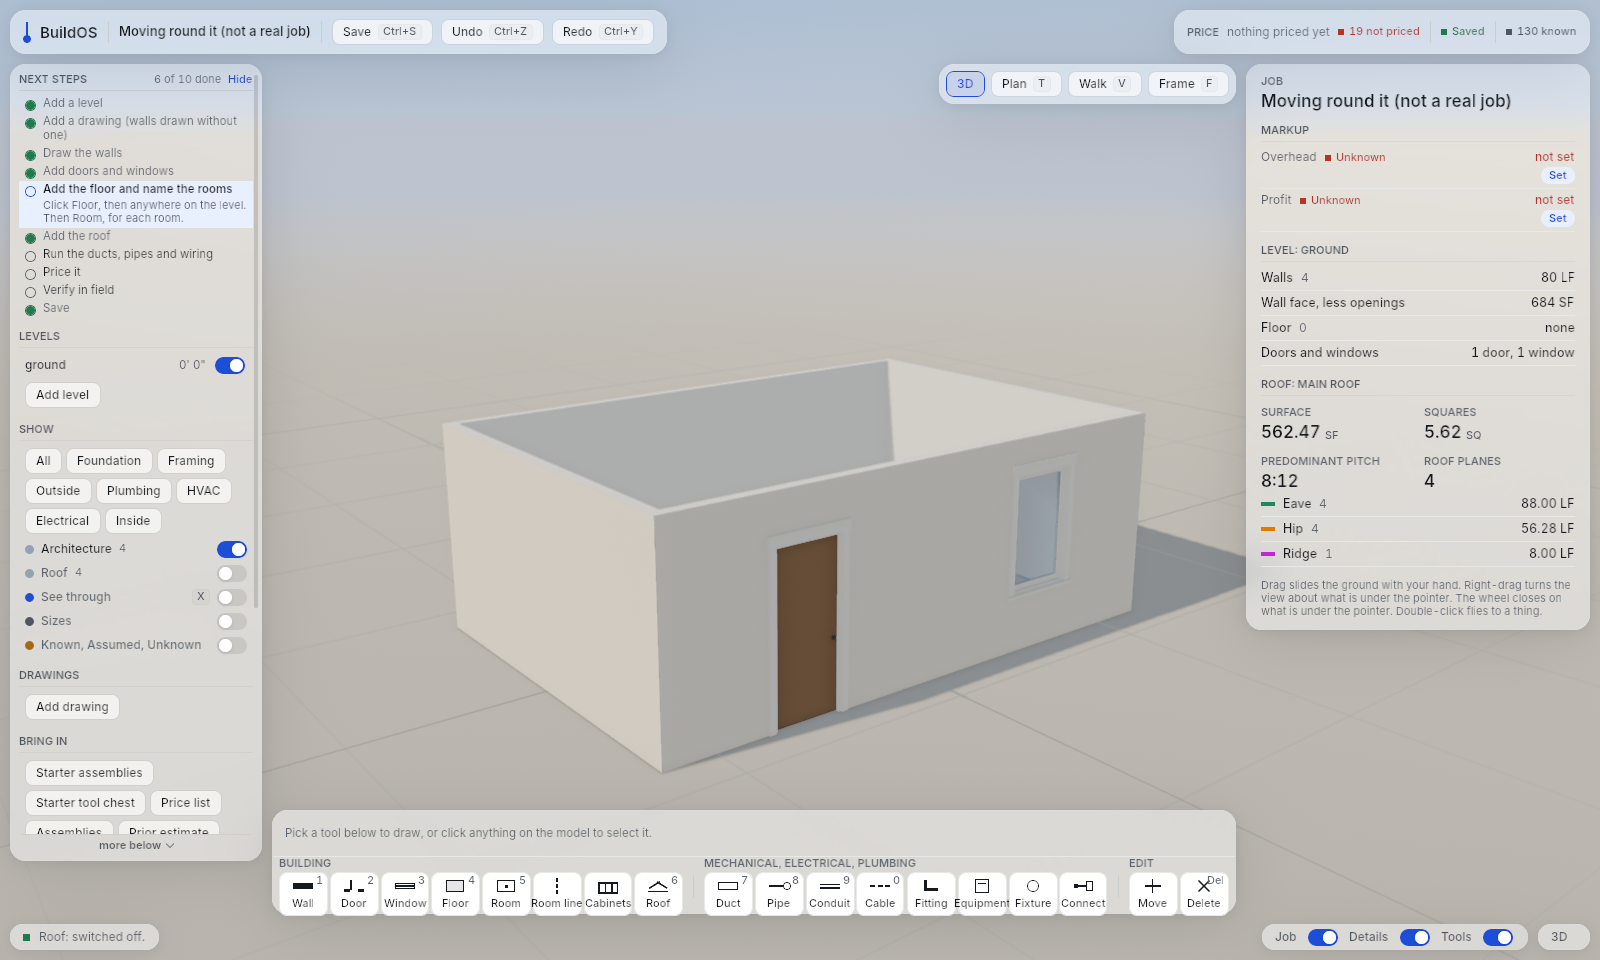 BuildOS
Moving round it (not a real job)
Save Ctrl+S
Undo Ctrl+Z
Redo Ctrl+Y
PRICE nothing priced yet 19 not priced Saved 130 known
NEXT STEPS 6 of 10 done Hide
Add a level
Add a drawing (walls drawn without
one)
Draw the walls
Add doors and windows
Add the floor and name the rooms
Click Floor, then anywhere on the level.
Then Room, for each room.
Add the roof
Run the ducts, pipes and wiring
Price it
Verify in field
Save
LEVELS
ground 0' 0"
Add level
SHOW
All Foundation Framing
Outside Plumbing HVAC
Electrical Inside
Architecture 4
Roof 4
See through X
Sizes
Known, Assumed, Unknown
DRAWINGS
Add drawing
BRING IN
Starter assemblies
Starter tool chest Price list
Assemblies Prior estimate
more below
Roof: switched off.
3D Plan T Walk V Frame F
JOB
Moving round it (not a real job)
MARKUP
Overhead Unknown not set
Set
Profit Unknown not set
Set
LEVEL: GROUND
Walls 4 80 LF
Wall face, less openings 684 SF
Floor 0 none
Doors and windows 1 door, 1 window
ROOF: MAIN ROOF
SURFACE SQUARES
562.47 SF 5.62 SQ
PREDOMINANT PITCH ROOF PLANES
8:12 4
Eave 4 88.00 LF
Hip 4 56.28 LF
Ridge 1 8.00 LF
Drag slides the ground with your hand. Right-drag turns the
view about what is under the pointer. The wheel closes on
what is under the pointer. Double-click flies to a thing.
Pick a tool below to draw, or click anything on the model to select it.
BUILDING MECHANICAL, ELECTRICAL, PLUMBING EDIT
1 2 3 4 5 6 7 8 9 0 Del
Wall Door Window Floor Room Room line Cabinets Roof Duct Pipe Conduit Cable Fitting Equipment Fixture Connect Move Delete
Job Details Tools 3D